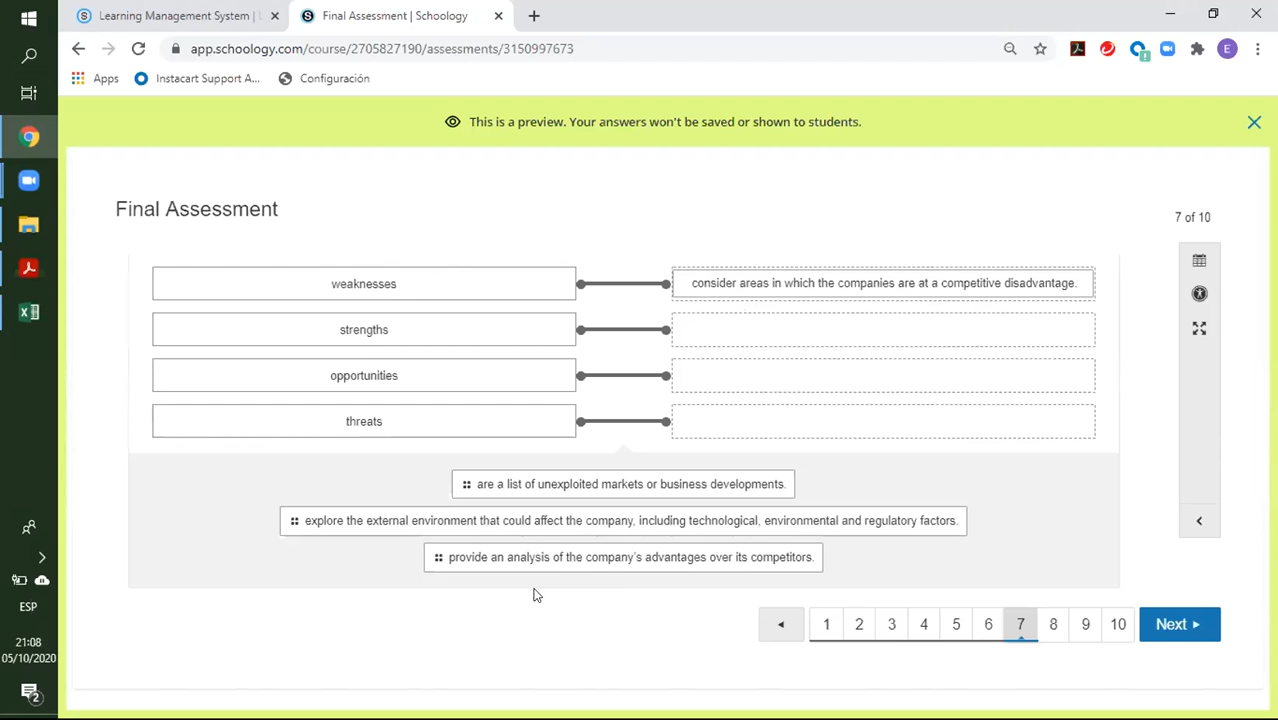 Learning Management System | L
Final Assessment | Schoology
app.schoology.com/course/2705827190/assessments/3150997673
E
Apps
Instacart Support A...
Configuración
This is a preview. Your answers won't be saved or shown to students.
Final Assessment
7 of 10
weaknesses
consider areas in which the companies are at a competitive disadvantage.
strengths
opportunities
threats
are a list of unexploited markets or business developments.
explore the external environment that could affect the company, including technological, environmental and regulatory factors.
provide an analysis of the company's advantages over its competitors.
1 2 3 4 5 6 7 8 9 10 Next
ESP
21:08
05/10/2020
2